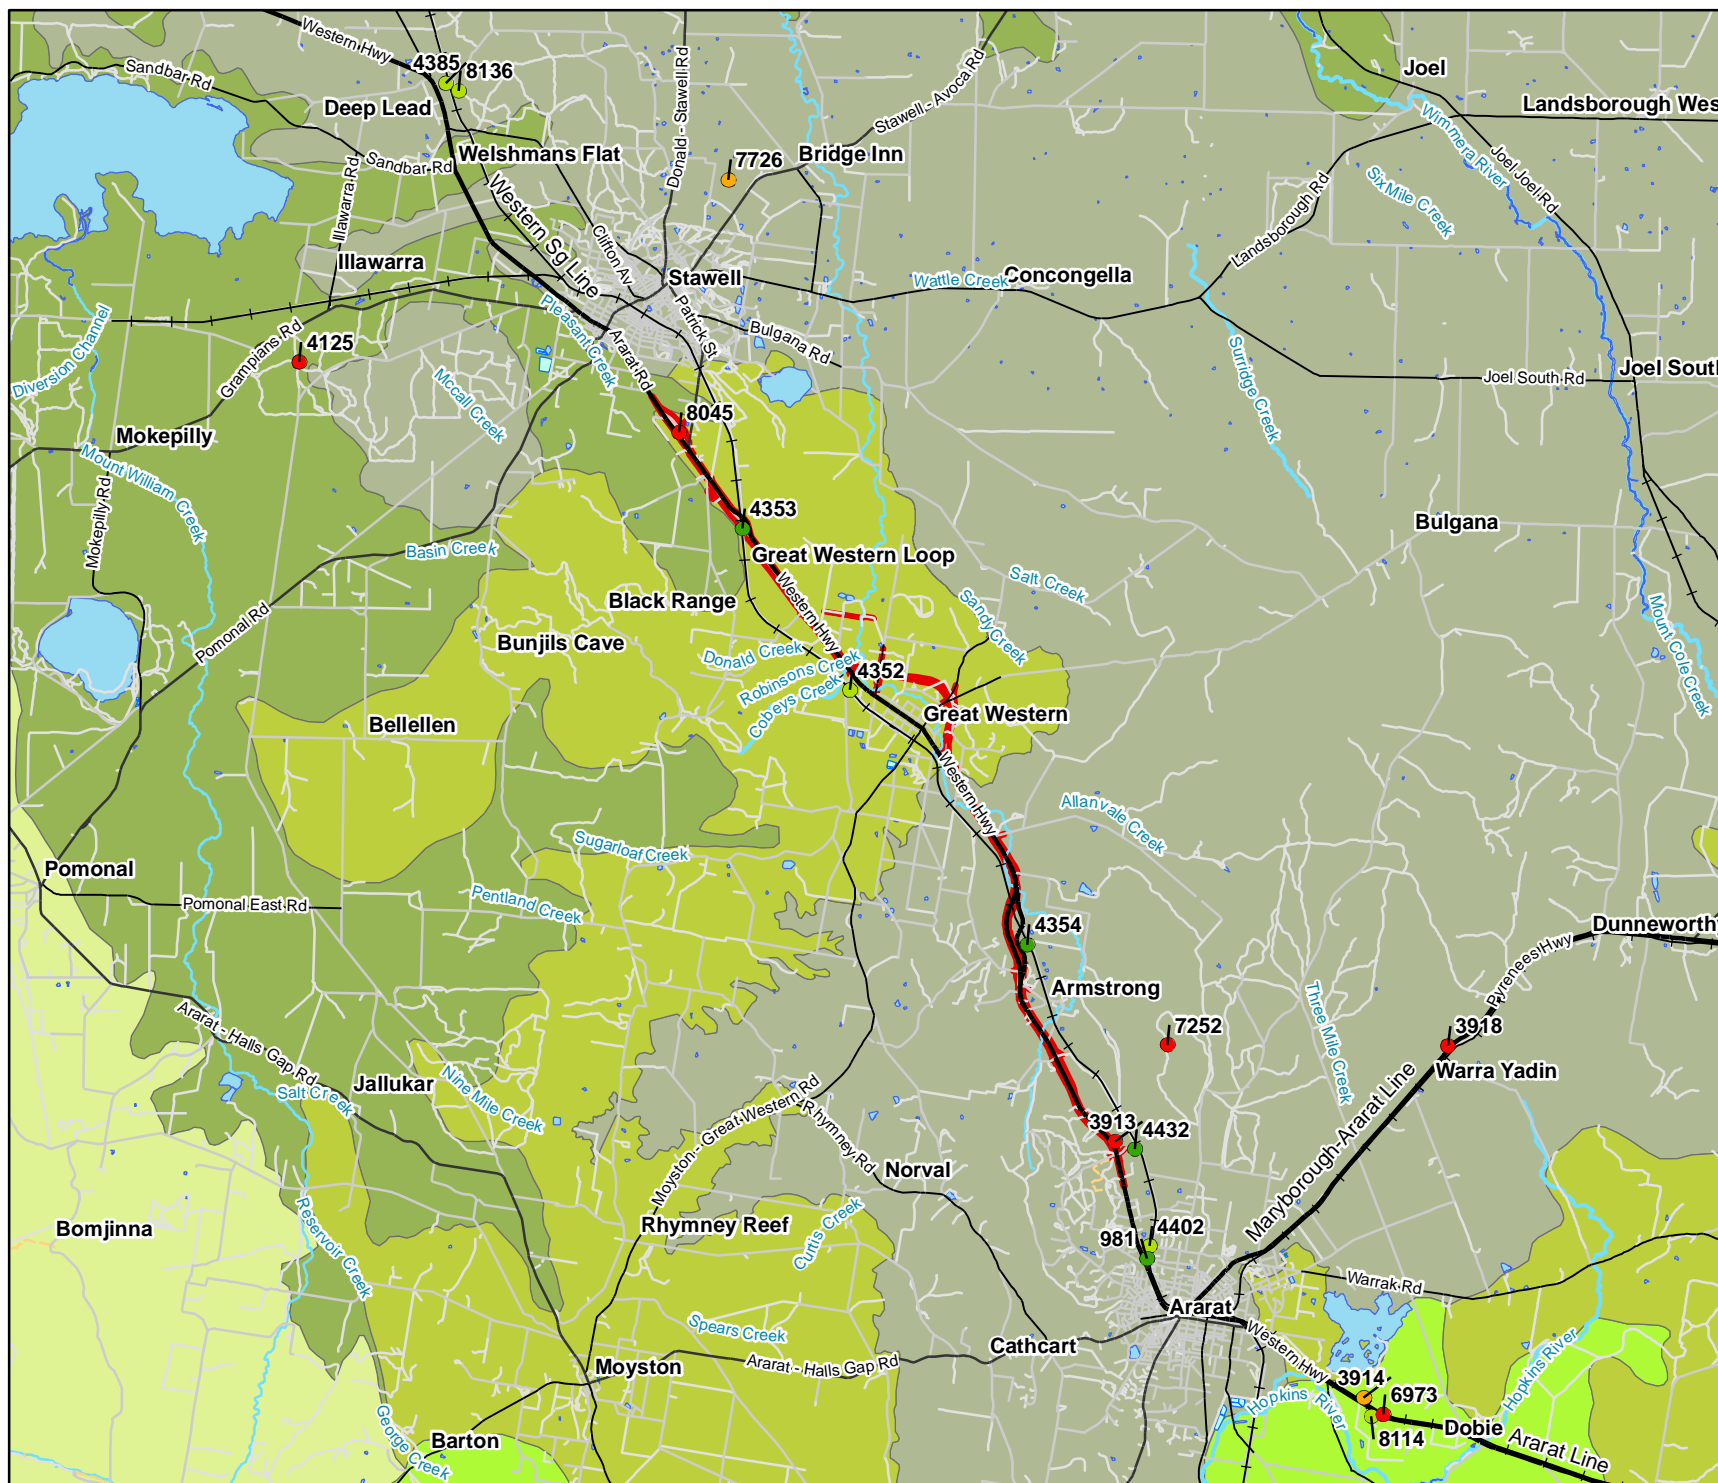 Western Hwy
Sandbar Rd
4385
8136
Deep Lead
Donald - Stawell Rd
Stawell - Avoca Rd
Joel
Landsborough Wes
Wimmera River
Joel Joel Rd
Welshmans Flat
Sandbar Rd
Illawarra Rd
7726
Bridge Inn
Six Mile Creek
Landsborough Rd
Western Sg Line
Clifton Av
Illawarra
Stawell
Wattle Creek
Concongella
Diversion Channel
Grampians Rd
4125
Pleasant Creek
Ararat Rd
Patrick St
Bulgana Rd
Surridge Creek
Joel South Rd
Joel South
Mccall Creek
8045
Mokepilly
Mount William Creek
Mokepilly Rd
4353
Bulgana
Basin Creek
Great Western Loop
Western Hwy
Salt Creek
Sandy Creek
Mount Cole Creek
Black Range
Pomonal Rd
Bunjils Cave
Donald Creek
Robinsons Creek
4352
Cobeys Creek
Bellellen
Great Western
Western Hwy
Allanvale Creek
Sugarloaf Creek
Pomonal
Pomonal East Rd
Pentland Creek
4354
Dunneworthy
Pyrenees Hwy
Armstrong
Three Mile Creek
7252
3918
Ararat - Halls Gap Rd
Warra Yadin
Salt Creek
Jallukar
Nine Mile Creek
Moyston - Great Western Rd
Rhymney Rd
3913
4432
Maryborough-Ararat Line
Norval
Reservoir Creek
Bomjinna
Rhymney Reef
Curtis Creek
981
4402
Warrak Rd
Ararat
Spears Creek
Cathcart
Western Hwy
Hopkins River
Moyston
Ararat - Halls Gap Rd
3914
6973
Hopkins River
George Creek
Barton
8114
Dobie
Ararat Line